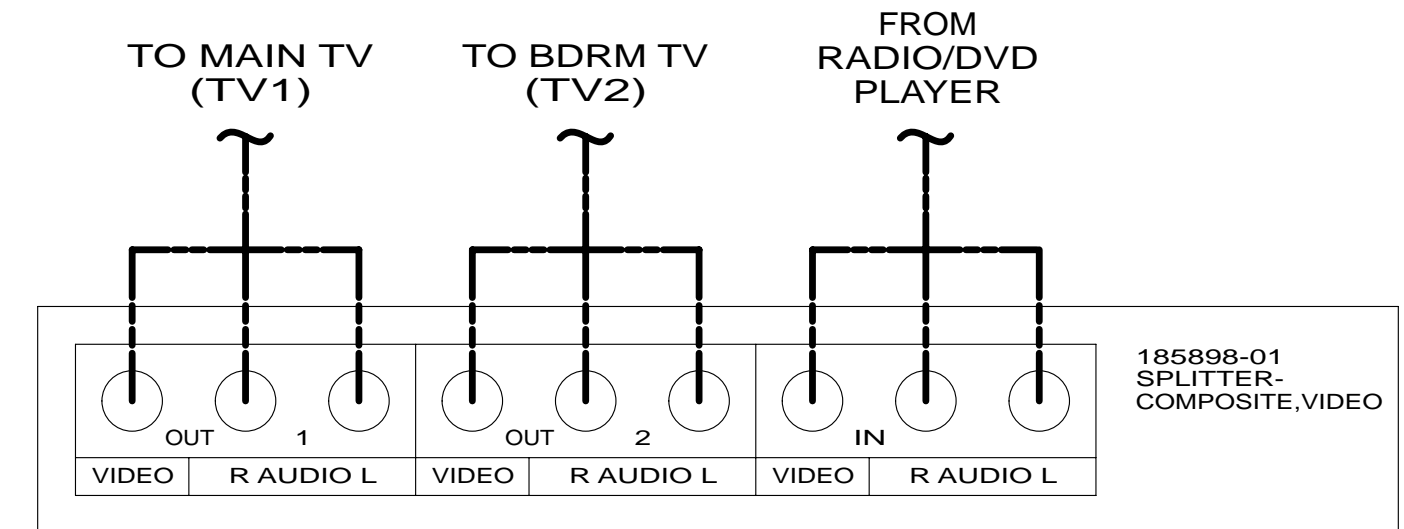 TO MAIN TV
(TV1)
TO BDRM TV
(TV2)
FROM
RADIO/DVD
PLAYER
185898-01
SPLITTER-
COMPOSITE,VIDEO
OUT 1
OUT 2
IN
VIDEO R AUDIO L VIDEO R AUDIO L VIDEO R AUDIO L